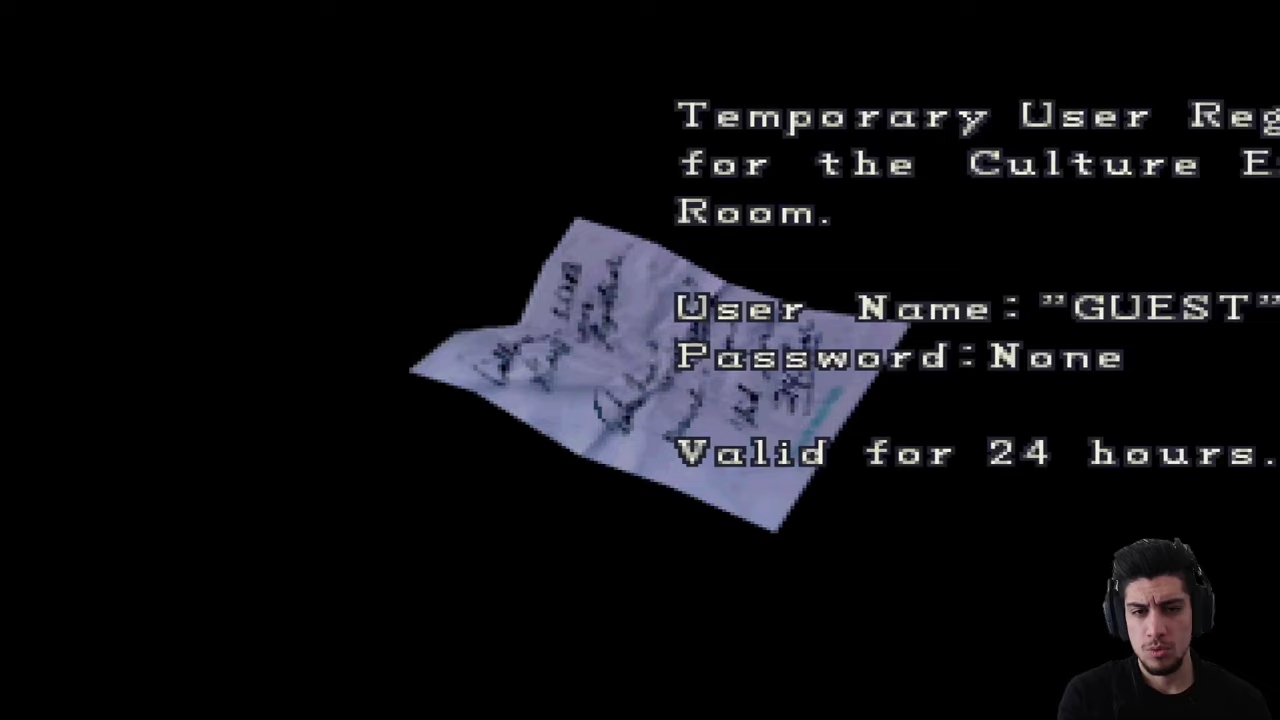 Temporary User Reg
for the Culture E
Room.
User Name:"GUEST"
Password:None
Valid for 24 hours.